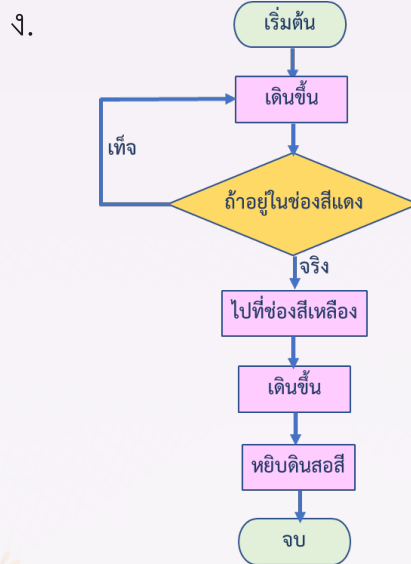 ง.
เริ่มต้น
เดินขึ้น
เท็จ
ถ้าอยู่ในช่องสีแดง
จริง
ไปที่ช่องสีเหลือง
เดินขึ้น
หยิบดินสอสี
จบ